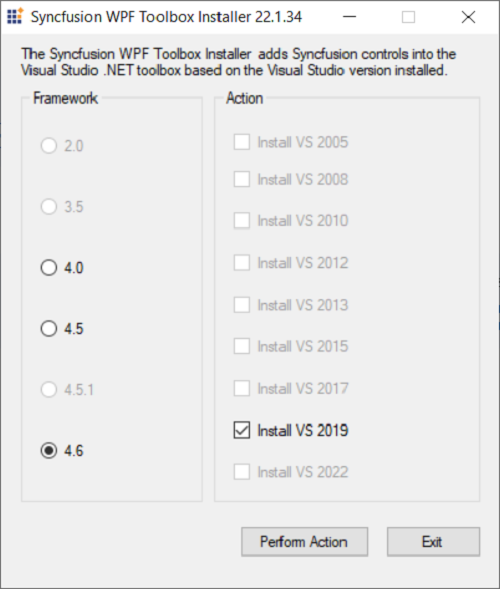 Syncfusion WPF Toolbox Installer 22.1.34
The Syncfusion WPF Toolbox Installer adds Syncfusion controls into the
Visual Studio .NET toolbox based on the Visual Studio version installed.
Framework
2.0
3.5
4.0
4.5
4.5.1
4.6
Action
Install VS 2005
Install VS 2008
Install VS 2010
Install VS 2012
Install VS 2013
Install VS 2015
Install VS 2017
Install VS 2019
Install VS 2022
Perform Action
Exit